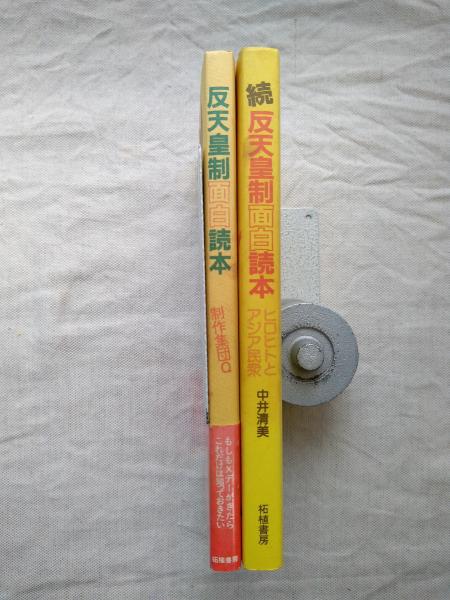 反天皇制面白読本
制作集団Q
もしもXデーがきたら
これだけは知っておきたい
柘植書房
続
反天皇制面白読本
ヒロヒトと
アジア民衆
中井清美
柘植書房